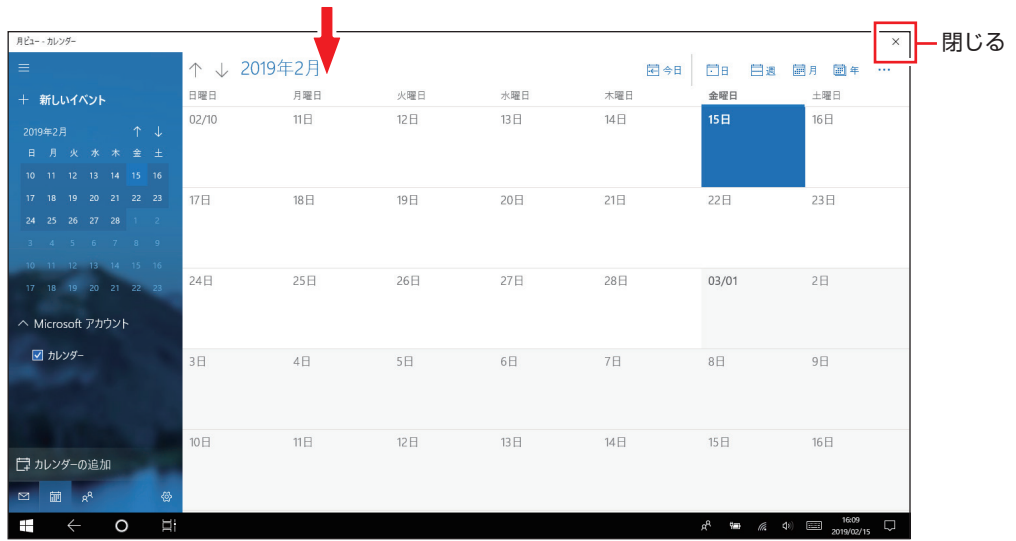 月ビュー - カレンダー
閉じる
2019年2月
今日 日 週 月 年 …
新しいイベント
日曜日 月曜日 火曜日 水曜日 木曜日 金曜日 土曜日
2019年2月
日 月 火 水 木 金 土
10 11 12 13 14 15 16
17 18 19 20 21 22 23
24 25 26 27 28 1 2
3 4 5 6 7 8 9
10 11 12 13 14 15 16
17 18 19 20 21 22 23
Microsoft アカウント
カレンダー
カレンダーの追加
02/10 11日 12日 13日 14日 15日 16日
17日 18日 19日 20日 21日 22日 23日
24日 25日 26日 27日 28日 03/01 2日
3日 4日 5日 6日 7日 8日 9日
10日 11日 12日 13日 14日 15日 16日
16:09
2019/02/15